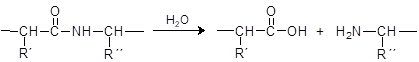 O O
—CH—C—NH—CH— H₂O —CH—C—OH + H₂N—CH—
R´ R´´ R´ R´´